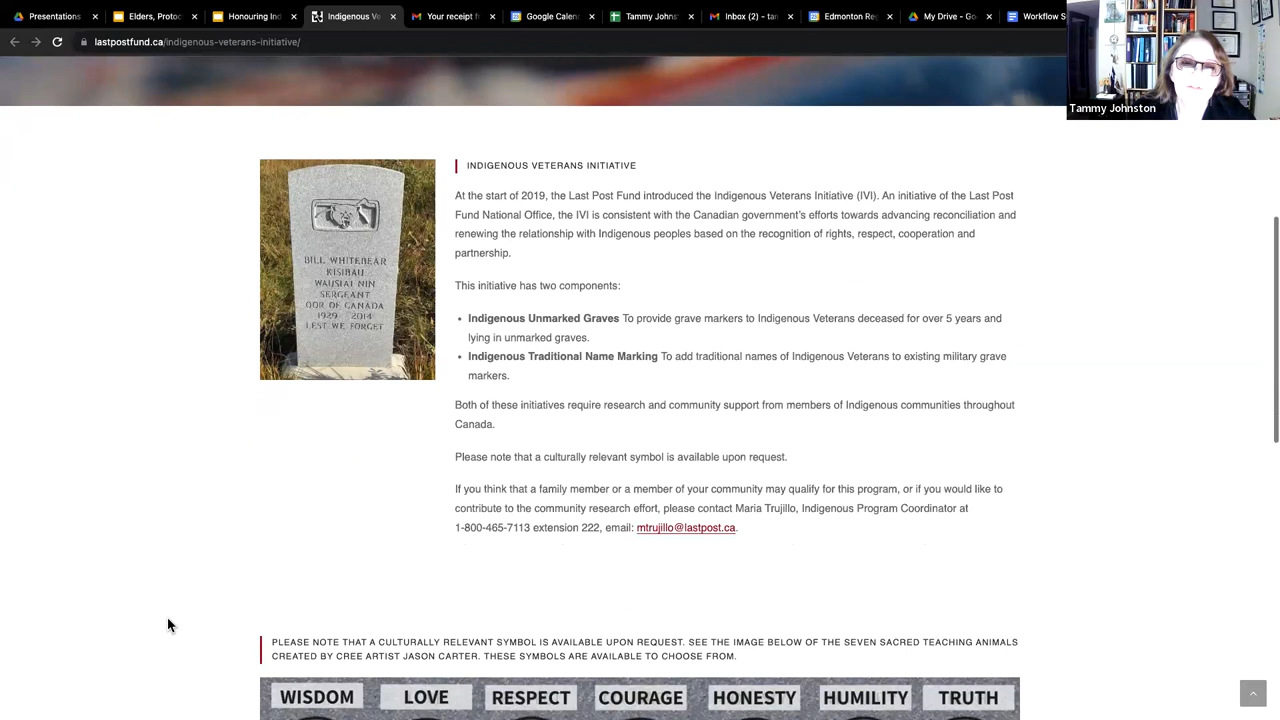 Presentations
Elders, Protoc
Honouring Ind
Indigenous Ve
Your receipt f
Google Calen
Tammy Johns
Inbox (2) – tam
Edmonton Reg
My Drive – Go
Workflow S
lastpostfund.ca/indigenous-veterans-initiative/
Tammy Johnston
BILL WHITEBEAR
KISIBAU
WAUSIAI NIN
SERGEANT
QOR OF CANADA
1929 2014
LEST WE FORGET
INDIGENOUS VETERANS INITIATIVE
At the start of 2019, the Last Post Fund introduced the Indigenous Veterans Initiative (IVI). An initiative of the Last Post
Fund National Office, the IVI is consistent with the Canadian government's efforts towards advancing reconciliation and
renewing the relationship with Indigenous peoples based on the recognition of rights, respect, cooperation and
partnership.
This initiative has two components:
• Indigenous Unmarked Graves To provide grave markers to Indigenous Veterans deceased for over 5 years and
lying in unmarked graves.
• Indigenous Traditional Name Marking To add traditional names of Indigenous Veterans to existing military grave
markers.
Both of these initiatives require research and community support from members of Indigenous communities throughout
Canada.
Please note that a culturally relevant symbol is available upon request.
If you think that a family member or a member of your community may qualify for this program, or if you would like to
contribute to the community research effort, please contact Maria Trujillo, Indigenous Program Coordinator at
1-800-465-7113 extension 222, email: mtrujillo@lastpost.ca.
PLEASE NOTE THAT A CULTURALLY RELEVANT SYMBOL IS AVAILABLE UPON REQUEST. SEE THE IMAGE BELOW OF THE SEVEN SACRED TEACHING ANIMALS
CREATED BY CREE ARTIST JASON CARTER. THESE SYMBOLS ARE AVAILABLE TO CHOOSE FROM.
WISDOM LOVE RESPECT COURAGE HONESTY HUMILITY TRUTH